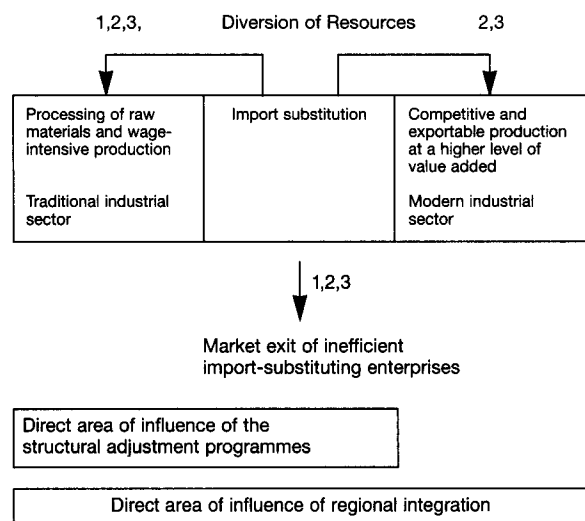 1,2,3, Diversion of Resources 2,3
Processing of raw
materials and wage-
intensive production
Traditional industrial
sector
Import substitution
Competitive and
exportable production
at a higher level of
value added
Modern industrial
sector
1,2,3
Market exit of inefficient
import-substituting enterprises
Direct area of influence of the
structural adjustment programmes
Direct area of influence of regional integration